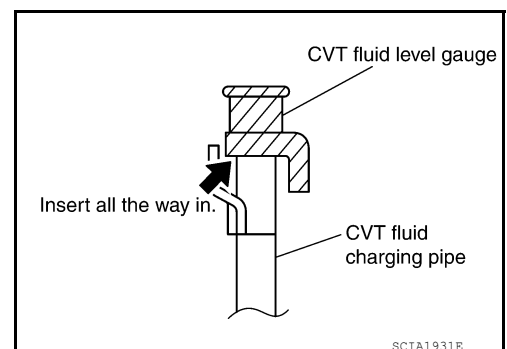 CVT fluid level gauge
Insert all the way in.
CVT fluid
charging pipe
SCIA1931E